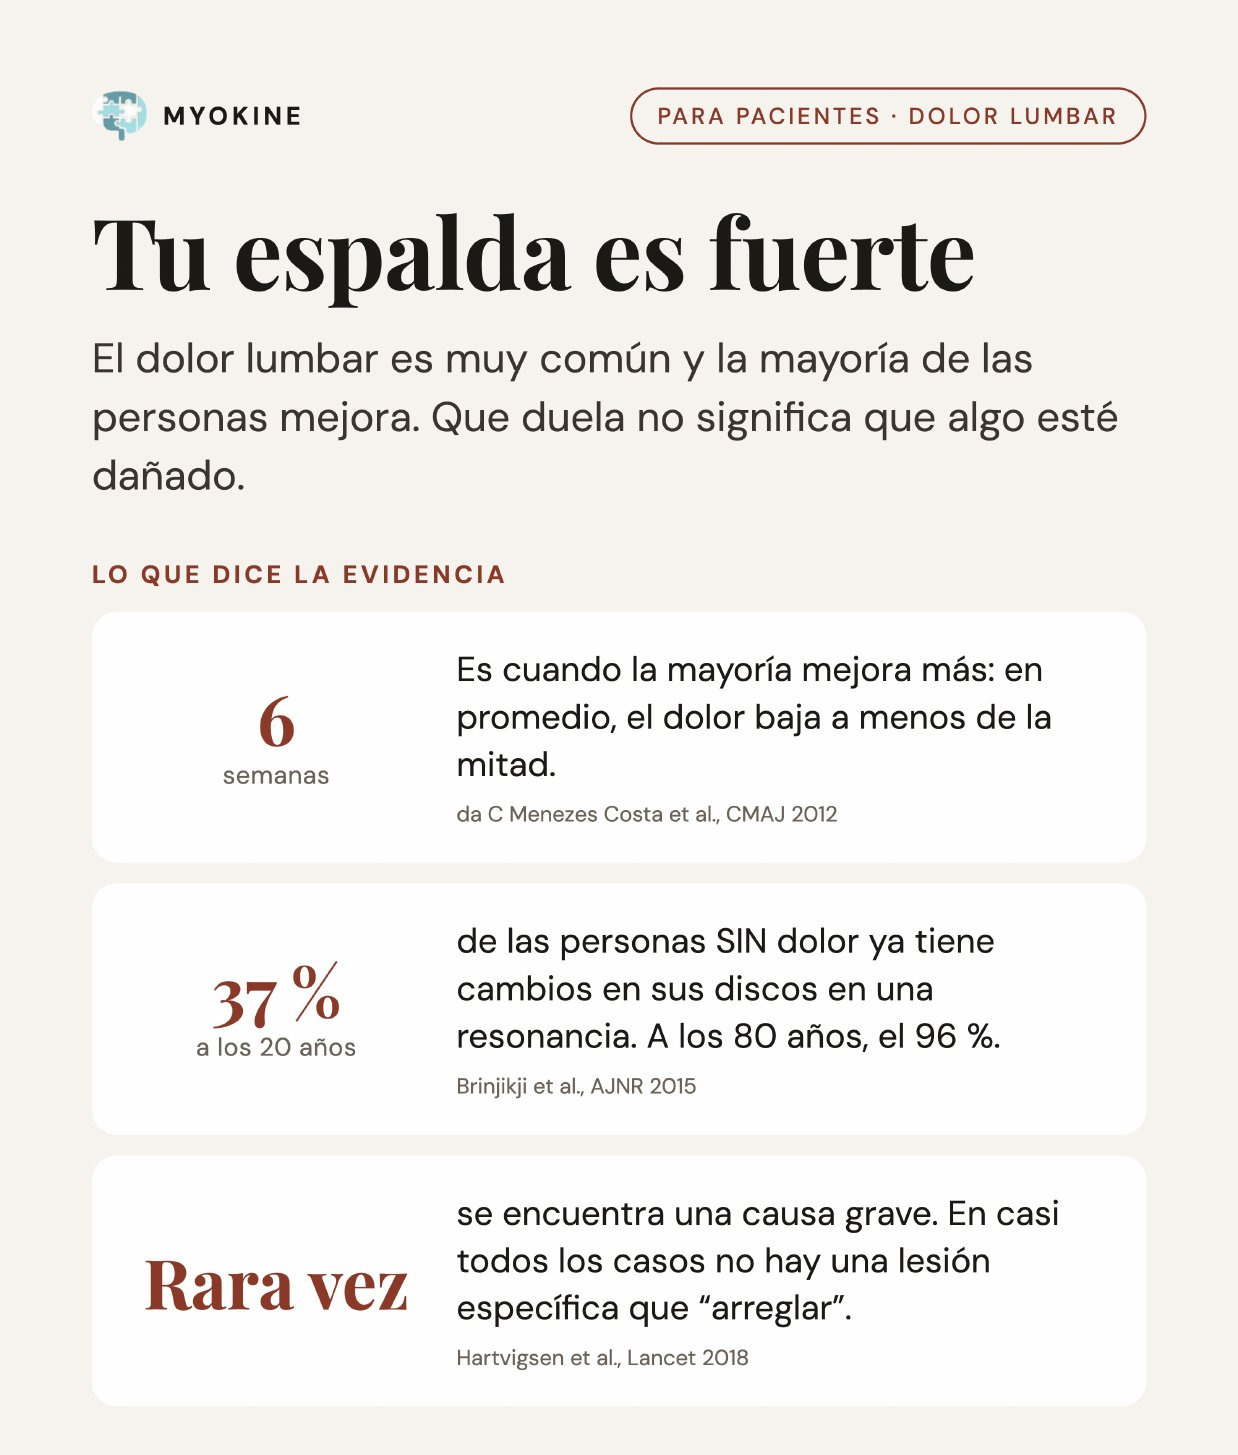 MYOKINE
PARA PACIENTES · DOLOR LUMBAR
Tu espalda es fuerte
El dolor lumbar es muy común y la mayoría de las
personas mejora. Que duela no significa que algo esté
dañado.
LO QUE DICE LA EVIDENCIA
6
semanas
Es cuando la mayoría mejora más: en
promedio, el dolor baja a menos de la
mitad.
da C Menezes Costa et al., CMAJ 2012
37 %
a los 20 años
de las personas SIN dolor ya tiene
cambios en sus discos en una
resonancia. A los 80 años, el 96 %.
Brinjikji et al., AJNR 2015
Rara vez
se encuentra una causa grave. En casi
todos los casos no hay una lesión
específica que “arreglar”.
Hartvigsen et al., Lancet 2018